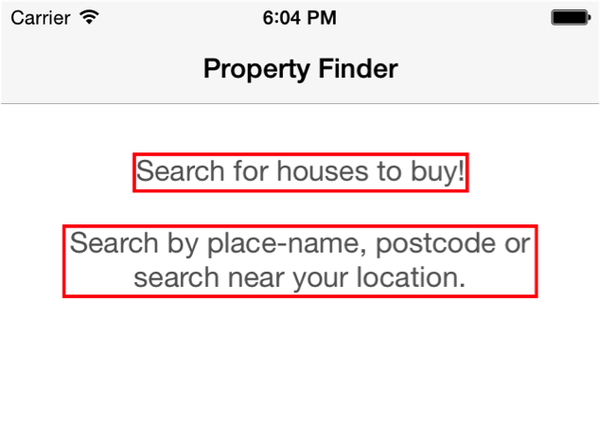 Carrier 6:04 PM
Property Finder
Search for houses to buy!
Search by place-name, postcode or
search near your location.